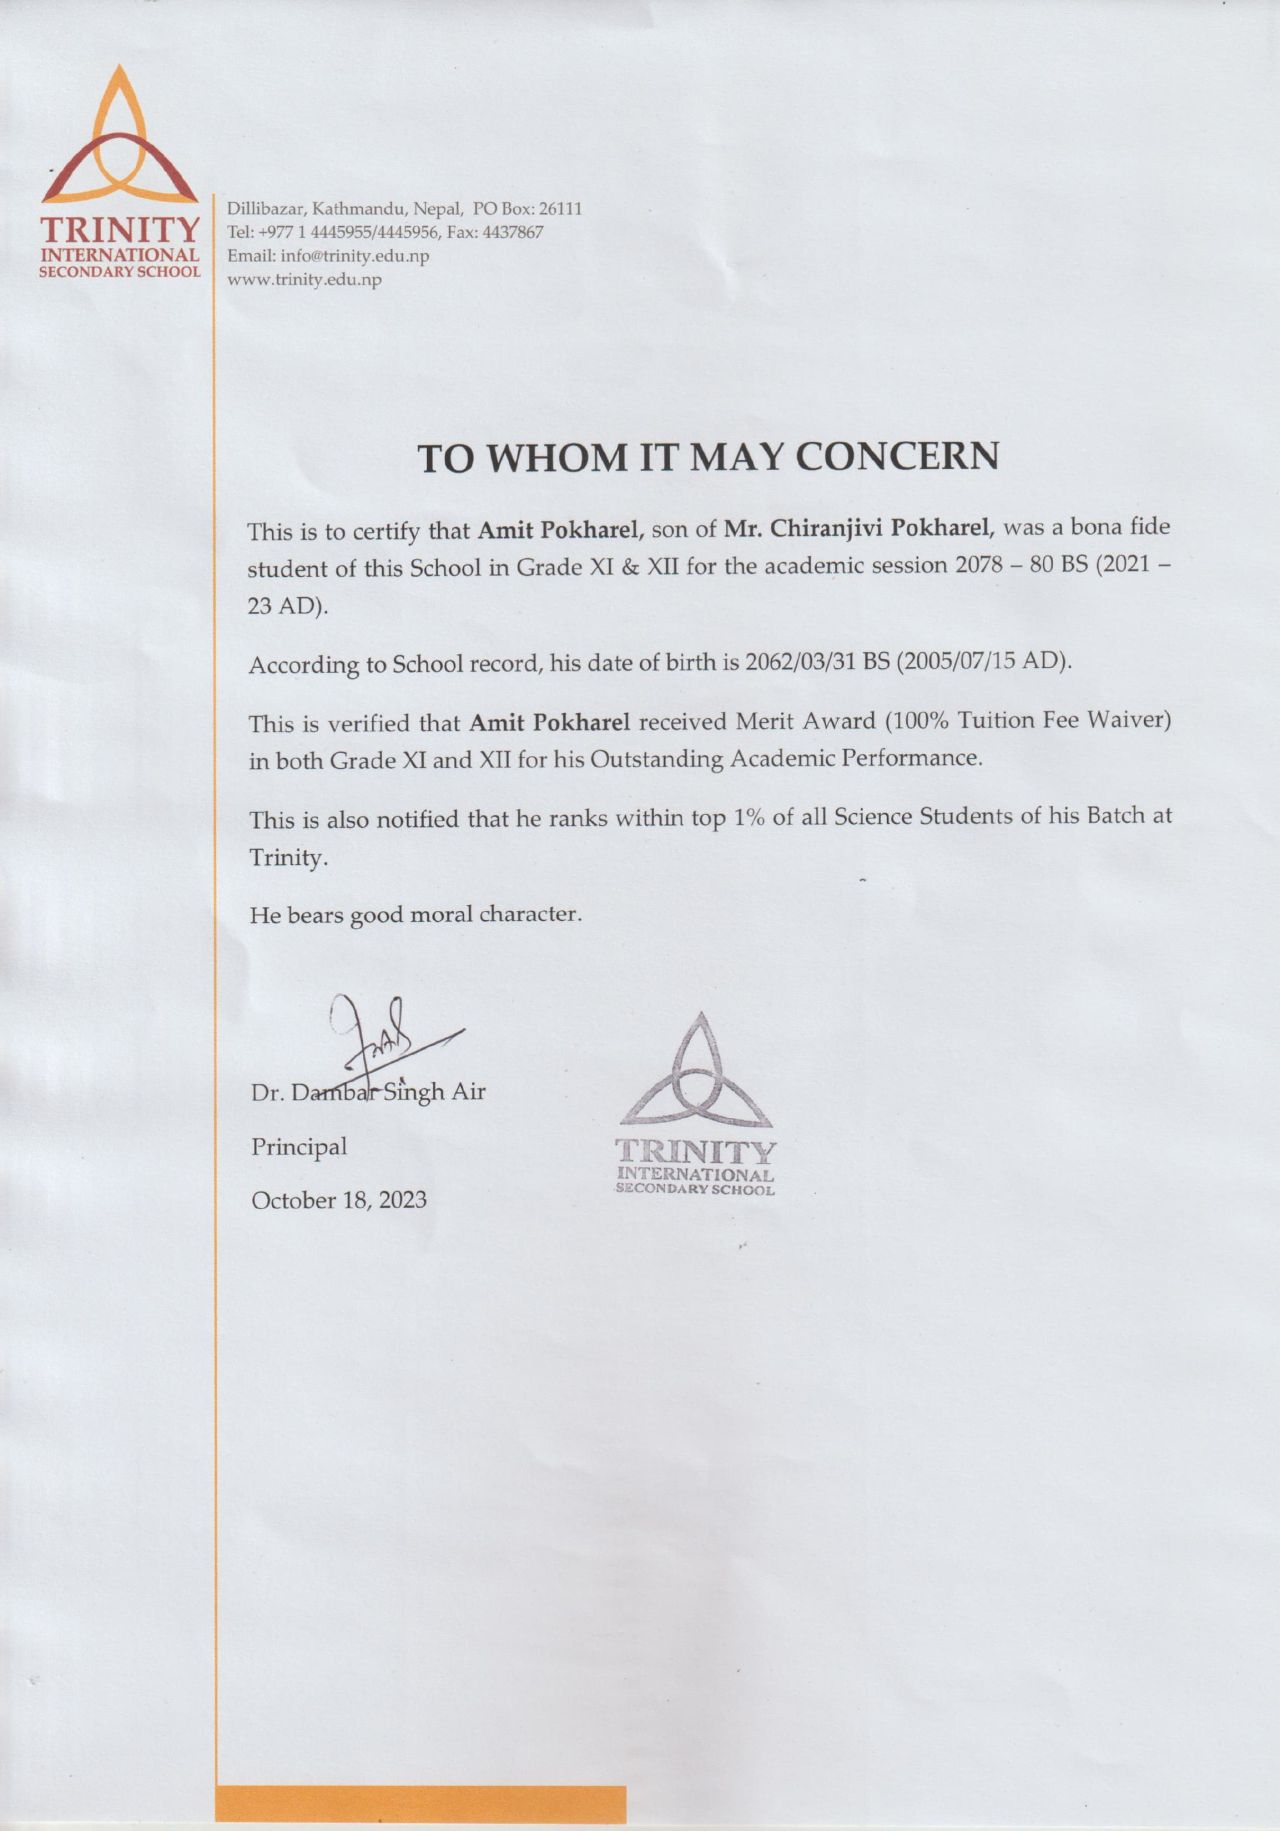 TRINITY
INTERNATIONAL
SECONDARY SCHOOL
Dillibazar, Kathmandu, Nepal, PO Box: 26111
Tel: +977 1 4445955/4445956, Fax: 4437867
Email: info@trinity.edu.np
www.trinity.edu.np
TO WHOM IT MAY CONCERN
This is to certify that Amit Pokharel, son of Mr. Chiranjivi Pokharel, was a bona fide
student of this School in Grade XI & XII for the academic session 2078 – 80 BS (2021 –
23 AD).
According to School record, his date of birth is 2062/03/31 BS (2005/07/15 AD).
This is verified that Amit Pokharel received Merit Award (100% Tuition Fee Waiver)
in both Grade XI and XII for his Outstanding Academic Performance.
This is also notified that he ranks within top 1% of all Science Students of his Batch at
Trinity.
He bears good moral character.
Dr. Dambar Singh Air
Principal
October 18, 2023
TRINITY
INTERNATIONAL
SECONDARY SCHOOL